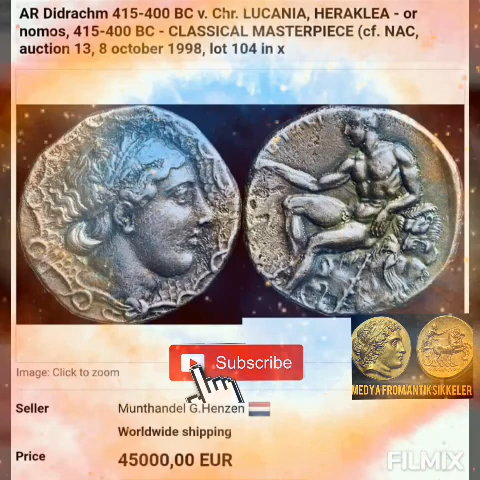 AR Didrachm 415-400 BC v. Chr. LUCANIA, HERAKLEA - or
nomos, 415-400 BC - CLASSICAL MASTERPIECE (cf. NAC,
auction 13, 8 october 1998, lot 104 in x
MEDYAFROMANTIKSIKKELER
Subscribe
Image: Click to zoom
Seller Munthandel G.Henzen
Worldwide shipping
Price 45000,00 EUR
FILMIX